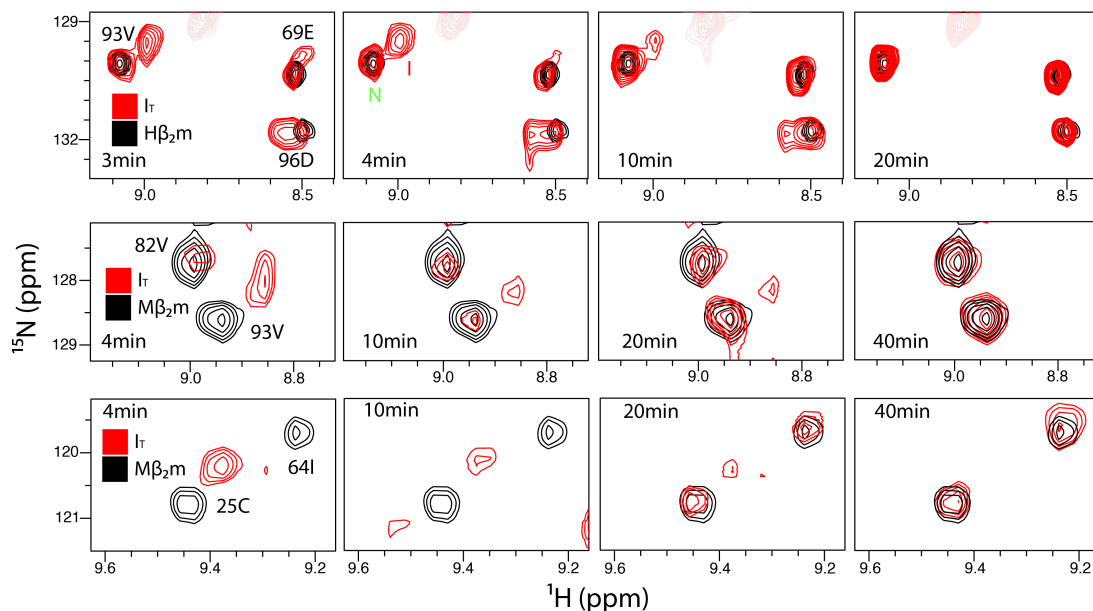 129
132
93V
69E
I_T
Hβ₂m
3min
96D
I
N
4min
10min
20min
9.0 8.5
9.0 8.5
9.0 8.5
9.0 8.5
¹⁵N (ppm)
128
129
82V
I_T
Mβ₂m
93V
4min
10min
20min
40min
9.0 8.8
9.0 8.8
9.0 8.8
9.0 8.8
4min
10min
20min
40min
120
121
I_T
Mβ₂m
64I
25C
9.6 9.4 9.2
9.6 9.4 9.2
9.6 9.4 9.2
9.6 9.4 9.2
¹H (ppm)